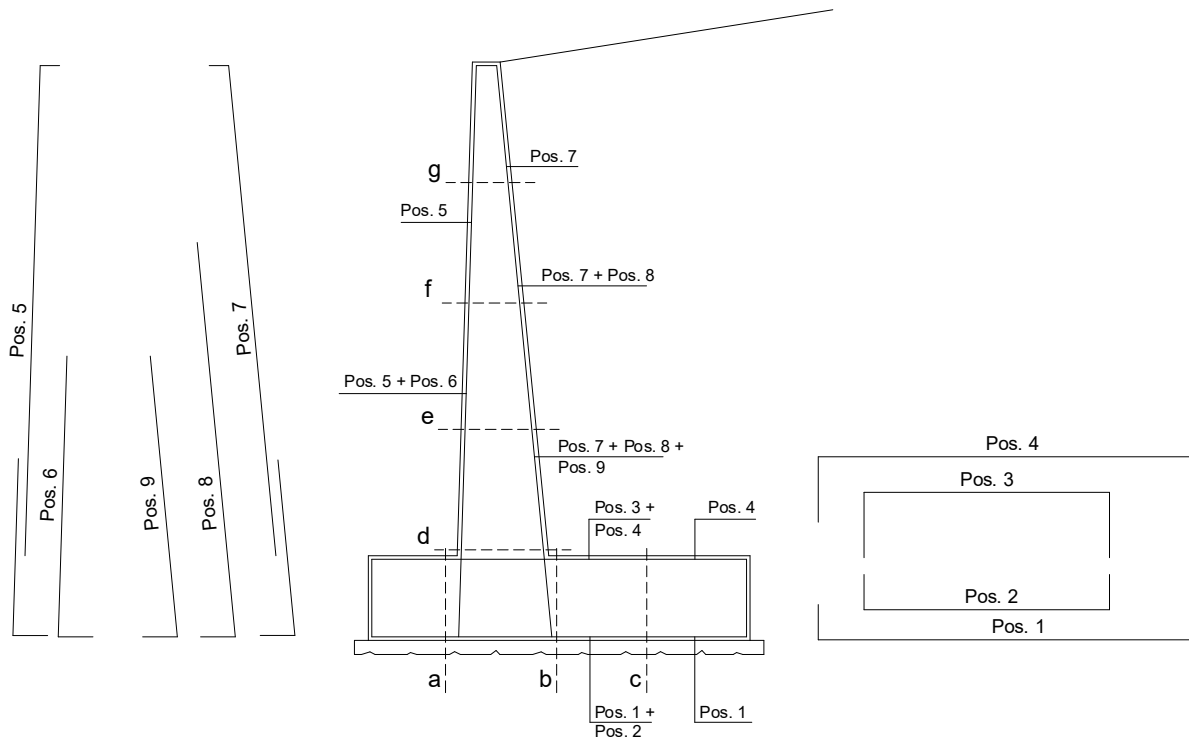 Pos. 7
g
Pos. 5
Pos. 7 + Pos. 8
f
Pos. 5
Pos. 7
Pos. 5 + Pos. 6
e
Pos. 7 + Pos. 8 +
Pos. 9
Pos. 4
Pos. 3
Pos. 6
Pos. 9
Pos. 8
Pos. 3 +
Pos. 4
Pos. 4
d
Pos. 2
Pos. 1
a
b
c
Pos. 1 +
Pos. 2
Pos. 1